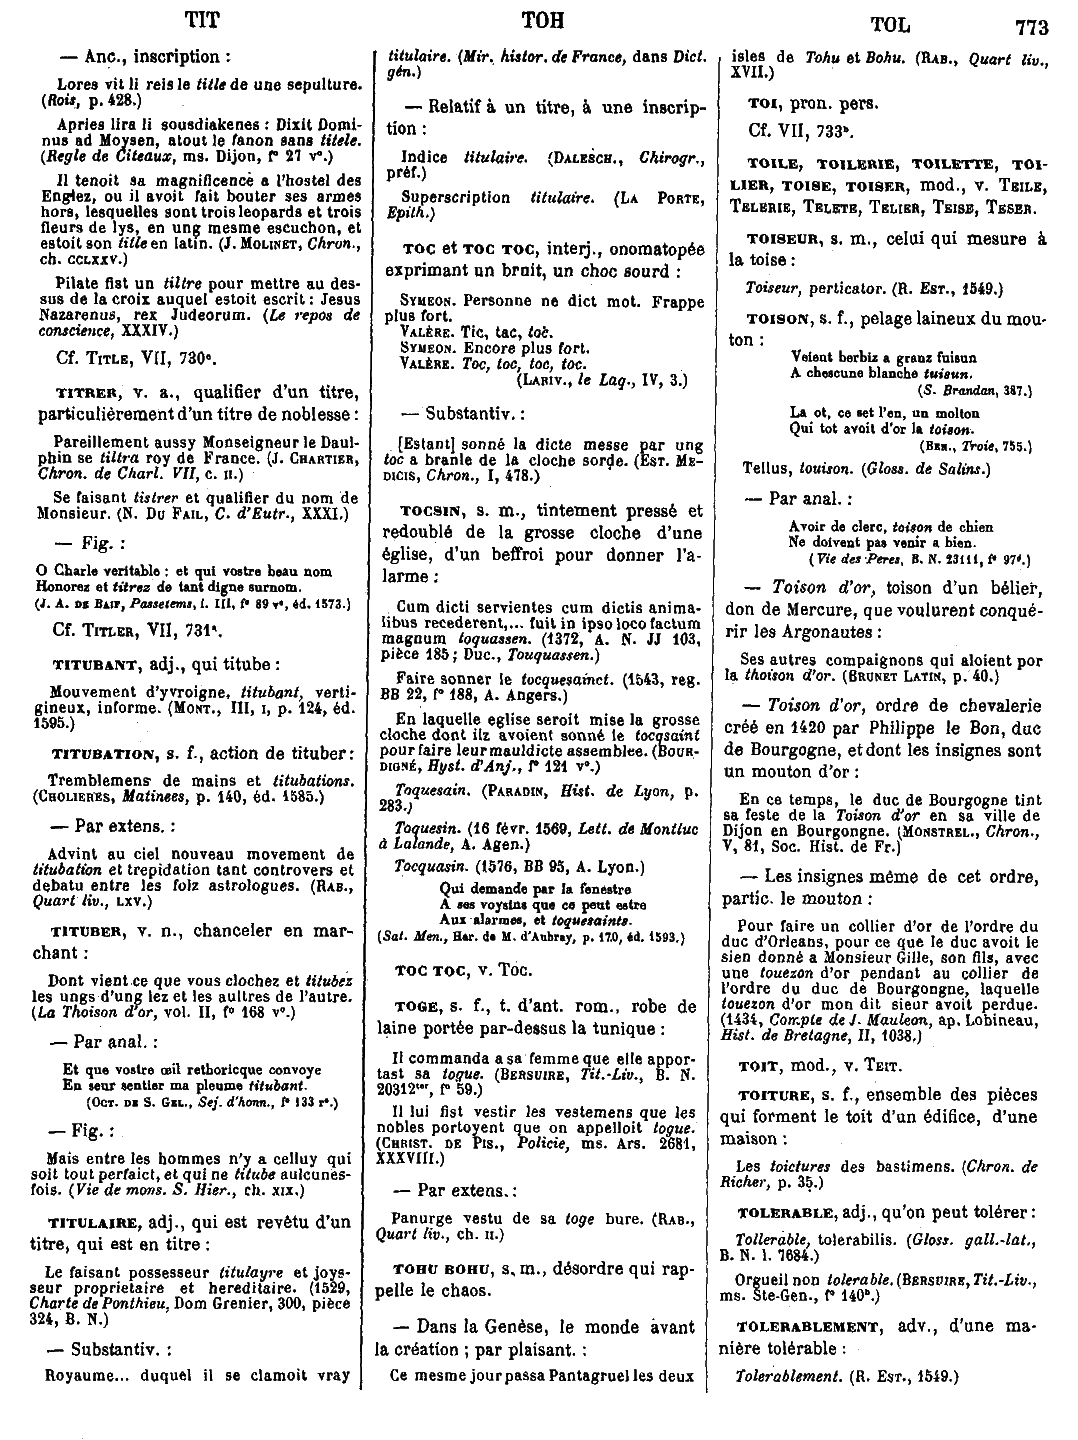 TIT
TOH
TOL
773
— Anc., inscription :
Lores vit li reis le title de une sepulture.
(Rois, p. 428.)
Apries lira li sousdiakenes : Dixit Domi-
nus ad Moysen, atout le fanon sans titele.
(Regle de Citeaux, ms. Dijon, f° 27 v°.)
Il tenoit sa magnificence a l'hostel des
Englez, ou il avoit fait bouter ses armes
hors, lesquelles sont trois leopards et trois
fleurs de lys, en ung mesme escuchon, et
estoit son title en latin. (J. MOLINET, Chron.,
ch. CCLXXV.)
Pilate fist un tiltre pour mettre au des-
sus de la croix auquel estoit escrit : Jesus
Nazarenus, rex Judeorum. (Le repos de
conscience, XXXIV.)
Cf. TITLE, VII, 730c.
TITRER, v. a., qualifier d'un titre,
particulièrement d'un titre de noblesse :
Pareillement aussy Monseigneur le Daul-
phin se tiltra roy de France. (J. CHARTIER,
Chron. de Charl. VII, c. II.)
Se faisant tistrer et qualifier du nom de
Monsieur. (N. DU FAIL, C. d'Eutr., XXXI.)
— Fig. :
O Charle veritable : et qui vostre beau nom
Honorez et titrez de tant digne surnom.
(J. A. DE BAIF, Passetems, l. III, f° 89 r°, éd. 1573.)
Cf. TITLER, VII, 731a.
TITUBANT, adj., qui titube :
Mouvement d'yvroigne, titubant, verti-
gineux, informe. (MONT., III, I, p. 124, éd.
1595.)
TITUBATION, s. f., action de tituber :
Tremblemens de mains et titubations.
(CHOLIERES, Matinees, p. 140, éd. 1585.)
— Par extens. :
Advint au ciel nouveau movement de
titubation et trepidation tant controvers et
debatu entre les folz astrologues. (RAB.,
Quart liv., LXV.)
TITUBER, v. n., chanceler en mar-
chant :
Dont vient ce que vous clochez et titubez
les ungs d'ung lez et les aultres de l'autre.
(La Thoison d'or, vol. II, f° 168 v°.)
— Par anal. :
Et que vostre œil rethoricque convoye
En seur sentier ma pleume titubant.
(OCT. DE S. GEL., Sej. d'honn., f° 133 r°.)
— Fig. :
Mais entre les hommes n'y a celluy qui
soit tout perfaict, et qui ne titube aulcunes-
fois. (Vie de mons. S. Hier., ch. XIX.)
TITULAIRE, adj., qui est revêtu d'un
titre, qui est en titre :
Le faisant possesseur titulayre et joys-
seur proprietaire et hereditaire. (1529,
Charte de Ponthieu, Dom Grenier, 300, pièce
324, B. N.)
— Substantiv. :
Royaume... duquel il se clamoit vray
titulaire. (Mir. histor. de France, dans Dict.
gén.)
— Relatif à un titre, à une inscrip-
tion :
Indice titulaire. (DALESCH., Chirogr.,
préf.)
Superscription titulaire. (LA PORTE,
Epith.)
TOC et TOC TOC, interj., onomatopée
exprimant un bruit, un choc sourd :
SYMEON. Personne ne dict mot. Frappe
plus fort.
VALÈRE. Tic, tac, toc.
SYMEON. Encore plus fort.
VALÈRE. Toc, toc, toc, toc.
(LARIV., le Laq., IV, 3.)
— Substantiv. :
[Estant] sonné la dicte messe par ung
toc a branle de la cloche sorde. (EST. ME-
DICIS, Chron., I, 478.)
TOCSIN, s. m., tintement pressé et
redoublé de la grosse cloche d'une
église, d'un beffroi pour donner l'a-
larme :
Cum dicti servientes cum dictis anima-
libus recederent,... fuit in ipso loco factum
magnum toquassen. (1372, A. N. JJ 103,
pièce 185 ; Duc., Touquassen.)
Faire sonner le tocquesainct. (1543, reg.
BB 22, f° 188, A. Angers.)
En laquelle eglise seroit mise la grosse
cloche dont ilz avoient sonné le tocqsaint
pour faire leur mauldicte assemblee. (BOUR-
DIGNÉ, Hyst. d'Anj., f° 121 v°.)
Toquesain. (PARADIN, Hist. de Lyon, p.
283.)
Toquesin. (16 févr. 1569, Lett. de Montluc
à Lalande, A. Agen.)
Tocquasin. (1576, BB 95, A. Lyon.)
Qui demande par la fenestre
A ses voysins que ce peut estre
Aux alarmes, et toquesaints.
(Sat. Men., Har. de M. d'Aubray, p. 170, éd. 1593.)
TOC TOC, v. Toc.
TOGE, s. f., t. d'ant. rom., robe de
laine portée par-dessus la tunique :
Il commanda a sa femme que elle appor-
tast sa togue. (BERSUIRE, Tit.-Liv., B. N.
20312ter, f° 59.)
Il lui fist vestir les vestemens que les
nobles portoyent que on appelloit togue.
(CHRIST. DE PIS., Policie, ms. Ars. 2681,
XXXVIII.)
— Par extens. :
Panurge vestu de sa toge bure. (RAB.,
Quart liv., ch. II.)
TOHU BOHU, s. m., désordre qui rap-
pelle le chaos.
— Dans la Genèse, le monde avant
la création ; par plaisant. :
Ce mesme jour passa Pantagruel les deux
isles de Tohu et Bohu. (RAB., Quart liv.,
XVII.)
TOI, pron. pers.
Cf. VII, 733b.
TOILE, TOILERIE, TOILETTE, TOI-
LIER, TOISE, TOISER, mod., v. TEILE,
TELERIE, TELETE, TELIER, TEISE, TESER.
TOISEUR, s. m., celui qui mesure à
la toise :
Toiseur, perticator. (R. EST., 1549.)
TOISON, s. f., pelage laineux du mou-
ton :
Veient berbiz a granz fuisun
A chescune blanche tuisun.
(S. Brandan, 387.)
La ot, ce set l'en, un molton
Qui tot avoit d'or la toison.
(BEN., Troie, 755.)
Tellus, touison. (Gloss. de Salins.)
— Par anal. :
Avoir de clerc, toison de chien
Ne doivent pas venir a bien.
(Vie des Peres, B. N. 23111, f° 97d.)
— Toison d'or, toison d'un bélier,
don de Mercure, que voulurent conqué-
rir les Argonautes :
Ses autres compaignons qui aloient por
la thoison d'or. (BRUNET LATIN, p. 40.)
— Toison d'or, ordre de chevalerie
créé en 1420 par Philippe le Bon, duc
de Bourgogne, et dont les insignes sont
un mouton d'or :
En ce temps, le duc de Bourgogne tint
sa feste de la Toison d'or en sa ville de
Dijon en Bourgongne. (MONSTREL., Chron.,
V, 81, Soc. Hist. de Fr.)
— Les insignes même de cet ordre,
partic. le mouton :
Pour faire un collier d'or de l'ordre du
duc d'Orleans, pour ce que le duc avoit le
sien donné a Monsieur Gille, son fils, avec
une touezon d'or pendant au collier de
l'ordre du duc de Bourgongne, laquelle
touezon d'or mon dit sieur avoit perdue.
(1434, Compte de J. Mauleon, ap. Lobineau,
Hist. de Bretagne, II, 1038.)
TOIT, mod., v. TEIT.
TOITURE, s. f., ensemble des pièces
qui forment le toit d'un édifice, d'une
maison :
Les toictures des bastimens. (Chron. de
Richer, p. 35.)
TOLERABLE, adj., qu'on peut tolérer :
Tollerable, tolerabilis. (Gloss. gall.-lat.,
B. N. l. 7684.)
Orgueil non tolerable. (BERSUIRE, Tit.-Liv.,
ms. Ste-Gen., f° 140b.)
TOLERABLEMENT, adv., d'une ma-
nière tolérable :
Tolerablement. (R. EST., 1549.)